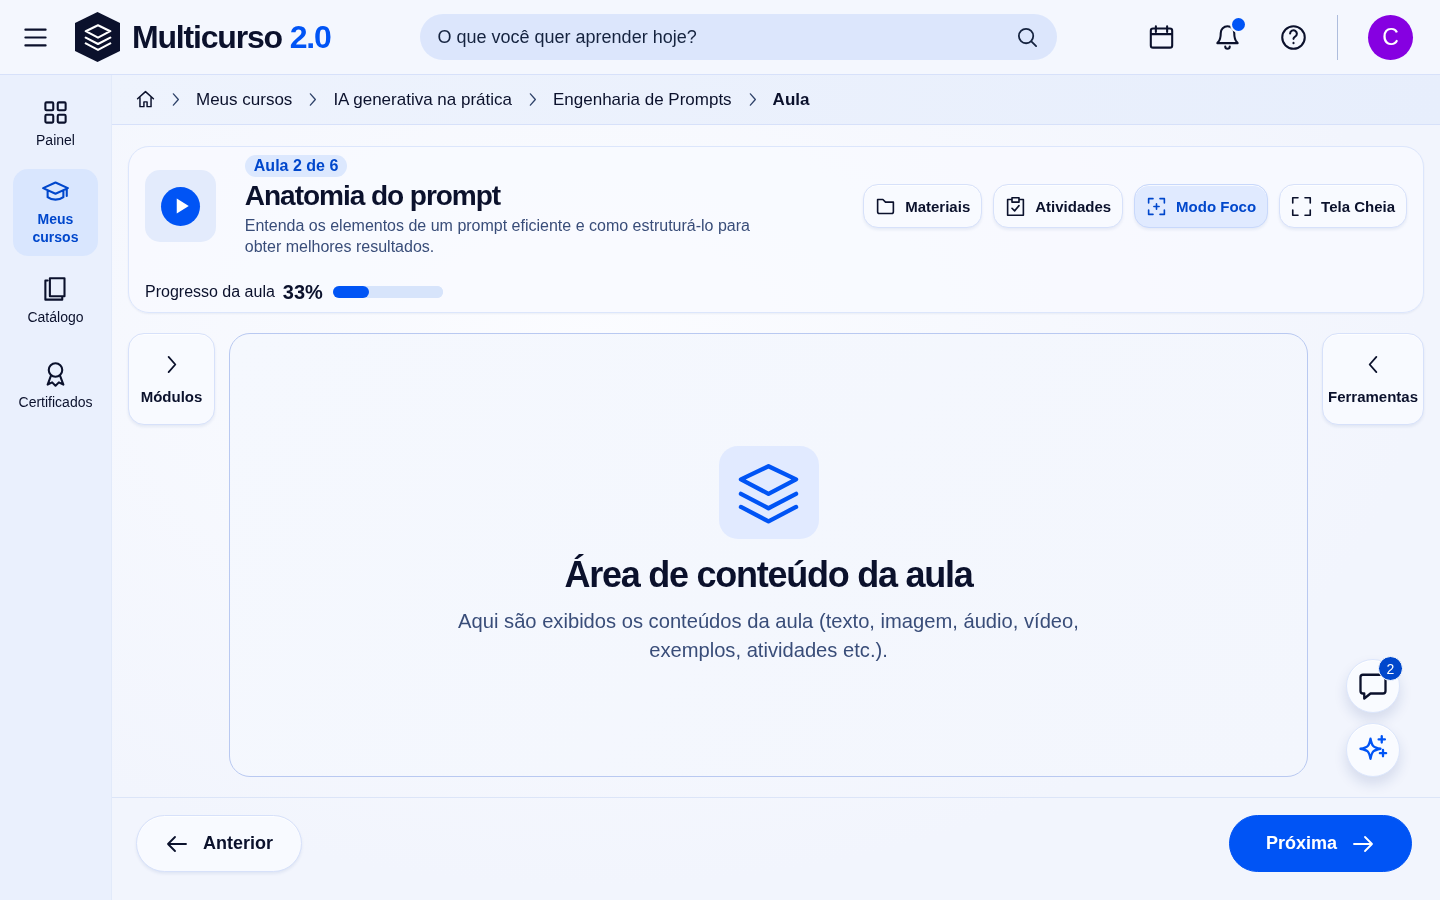 Multicurso 2.0
O que você quer aprender hoje?
C
Meus cursos
IA generativa na prática
Engenharia de Prompts
Aula
Painel
Meus
cursos
Catálogo
Certificados
Aula 2 de 6
Anatomia do prompt
Entenda os elementos de um prompt eficiente e como estruturá-lo para
obter melhores resultados.
Materiais
Atividades
Modo Foco
Tela Cheia
Progresso da aula 33%
Módulos
Ferramentas
Área de conteúdo da aula
Aqui são exibidos os conteúdos da aula (texto, imagem, áudio, vídeo,
exemplos, atividades etc.).
2
Anterior
Próxima